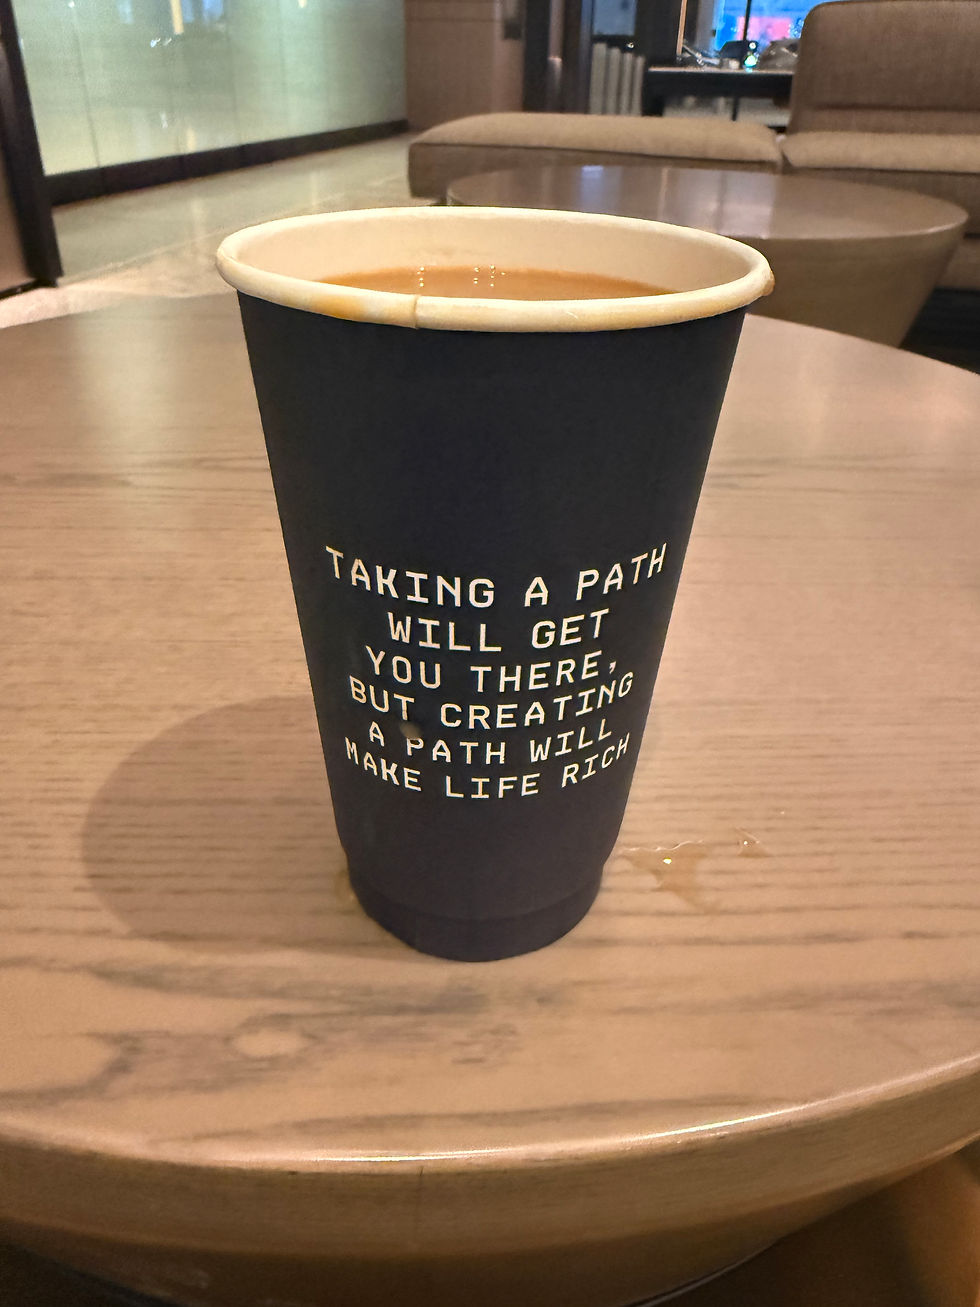 TAKING A PATH
WILL GET
YOU THERE,
BUT CREATING
A PATH WILL
MAKE LIFE RICH